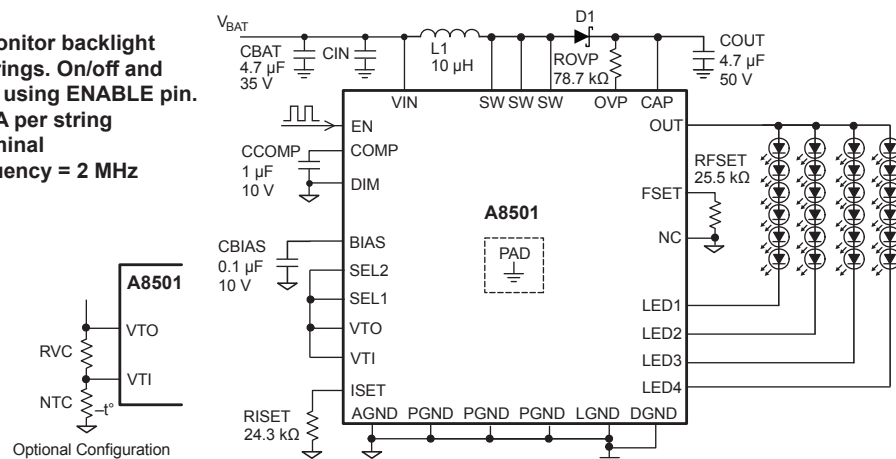 onitor backlight
rings. On/off and
using ENABLE pin.
A per string
minal
uency = 2 MHz
VBAT
CBAT
4.7 µF
35 V
CIN
L1
10 µH
D1
ROVP
78.7 kΩ
COUT
4.7 µF
50 V
VIN
SW SW SW
OVP
CAP
OUT
EN
CCOMP
1 µF
10 V
COMP
DIM
RFSET
25.5 kΩ
FSET
NC
A8501
PAD
CBIAS
0.1 µF
10 V
BIAS
SEL2
SEL1
VTO
VTI
ISET
LED1
LED2
LED3
LED4
RISET
24.3 kΩ
AGND PGND PGND PGND LGND DGND
A8501
VTO
RVC
VTI
NTC
–t°
Optional Configuration